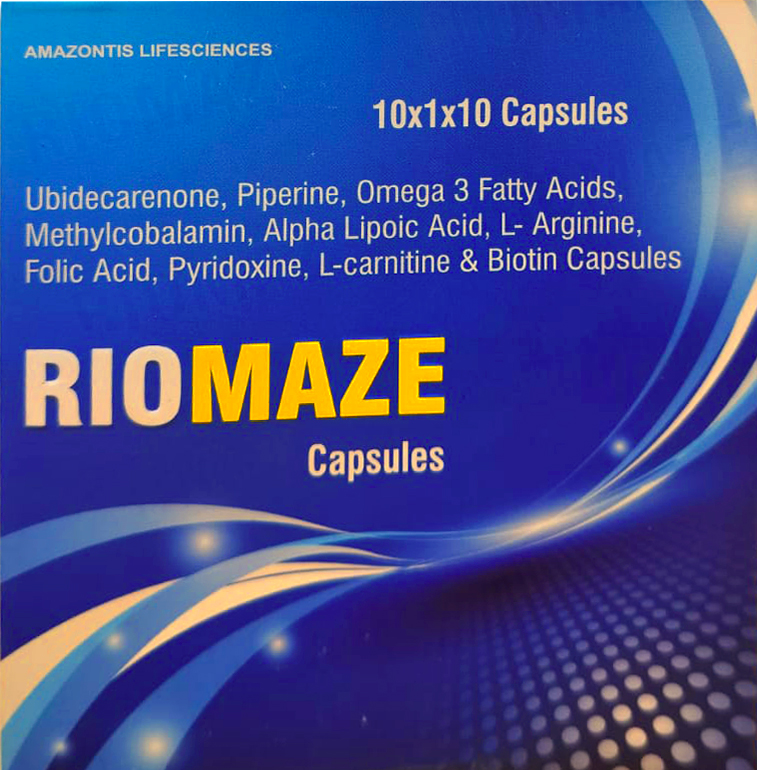 AMAZONTIS LIFESCIENCES
10x1x10 Capsules
Ubidecarenone, Piperine, Omega 3 Fatty Acids,
Methylcobalamin, Alpha Lipoic Acid, L- Arginine,
Folic Acid, Pyridoxine, L-carnitine & Biotin Capsules
RIOMAZE
Capsules